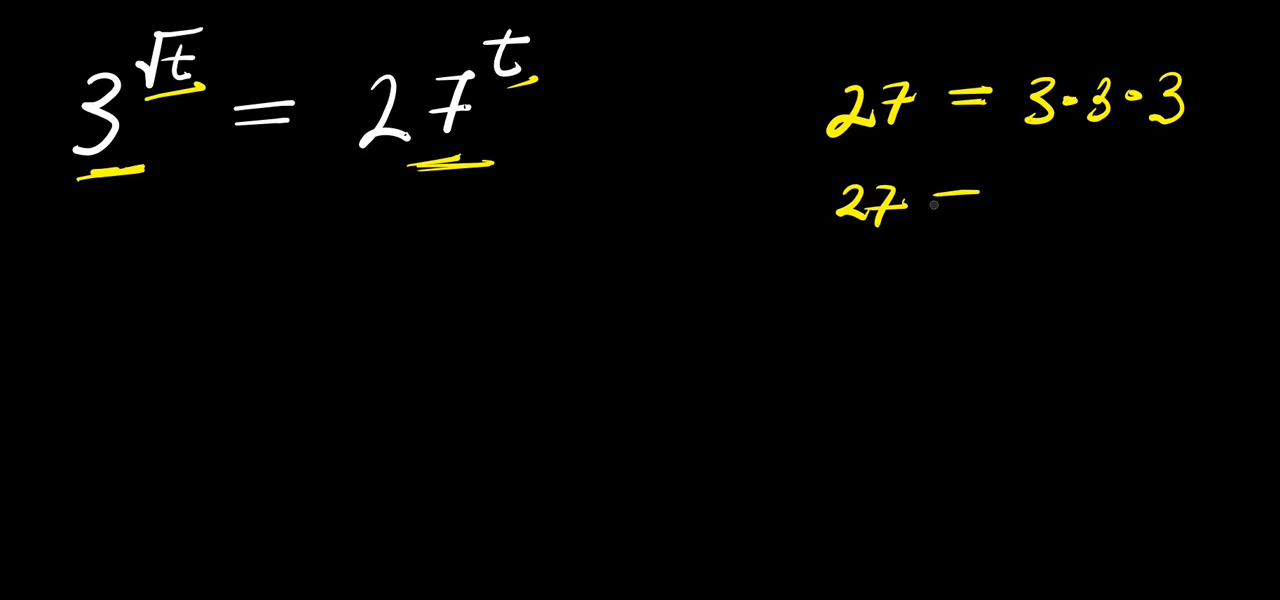 3^√t = 27^t
27 = 3·3·3
27 —